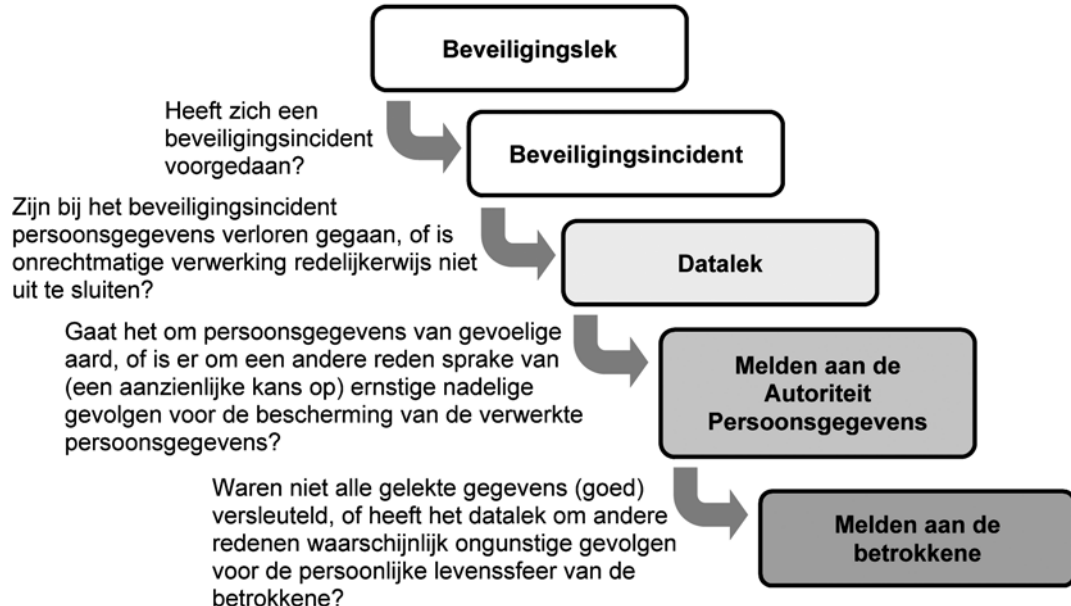 Beveiligingslek
Heeft zich een
beveiligingsincident
voorgedaan?
Beveiligingsincident
Zijn bij het beveiligingsincident
persoonsgegevens verloren gegaan, of is
onrechtmatige verwerking redelijkerwijs niet
uit te sluiten?
Datalek
Gaat het om persoonsgegevens van gevoelige
aard, of is er om een andere reden sprake van
(een aanzienlijke kans op) ernstige nadelige
gevolgen voor de bescherming van de verwerkte
persoonsgegevens?
Melden aan de
Autoriteit
Persoonsgegevens
Waren niet alle gelekte gegevens (goed)
versleuteld, of heeft het datalek om andere
redenen waarschijnlijk ongunstige gevolgen
voor de persoonlijke levenssfeer van de
betrokkene?
Melden aan de
betrokkene